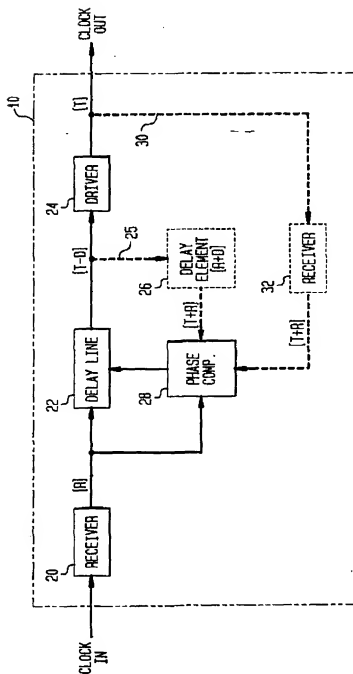 CLOCK
IN
10
20
RECEIVER
[R]
22
DELAY LINE
[T-D]
24
DRIVER
[T]
CLOCK
OUT
25
26
DELAY
ELEMENT
[R+D]
[T+R]
28
PHASE
COMP.
30
32
RECEIVER
[T+R]